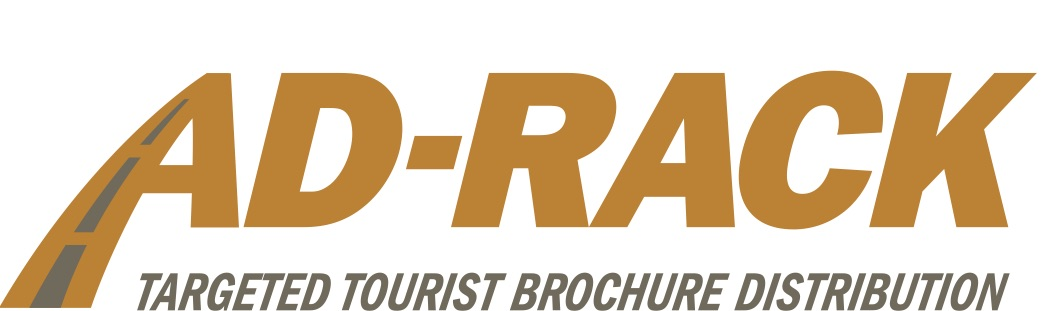 AD-RACK
TARGETED TOURIST BROCHURE DISTRIBUTION